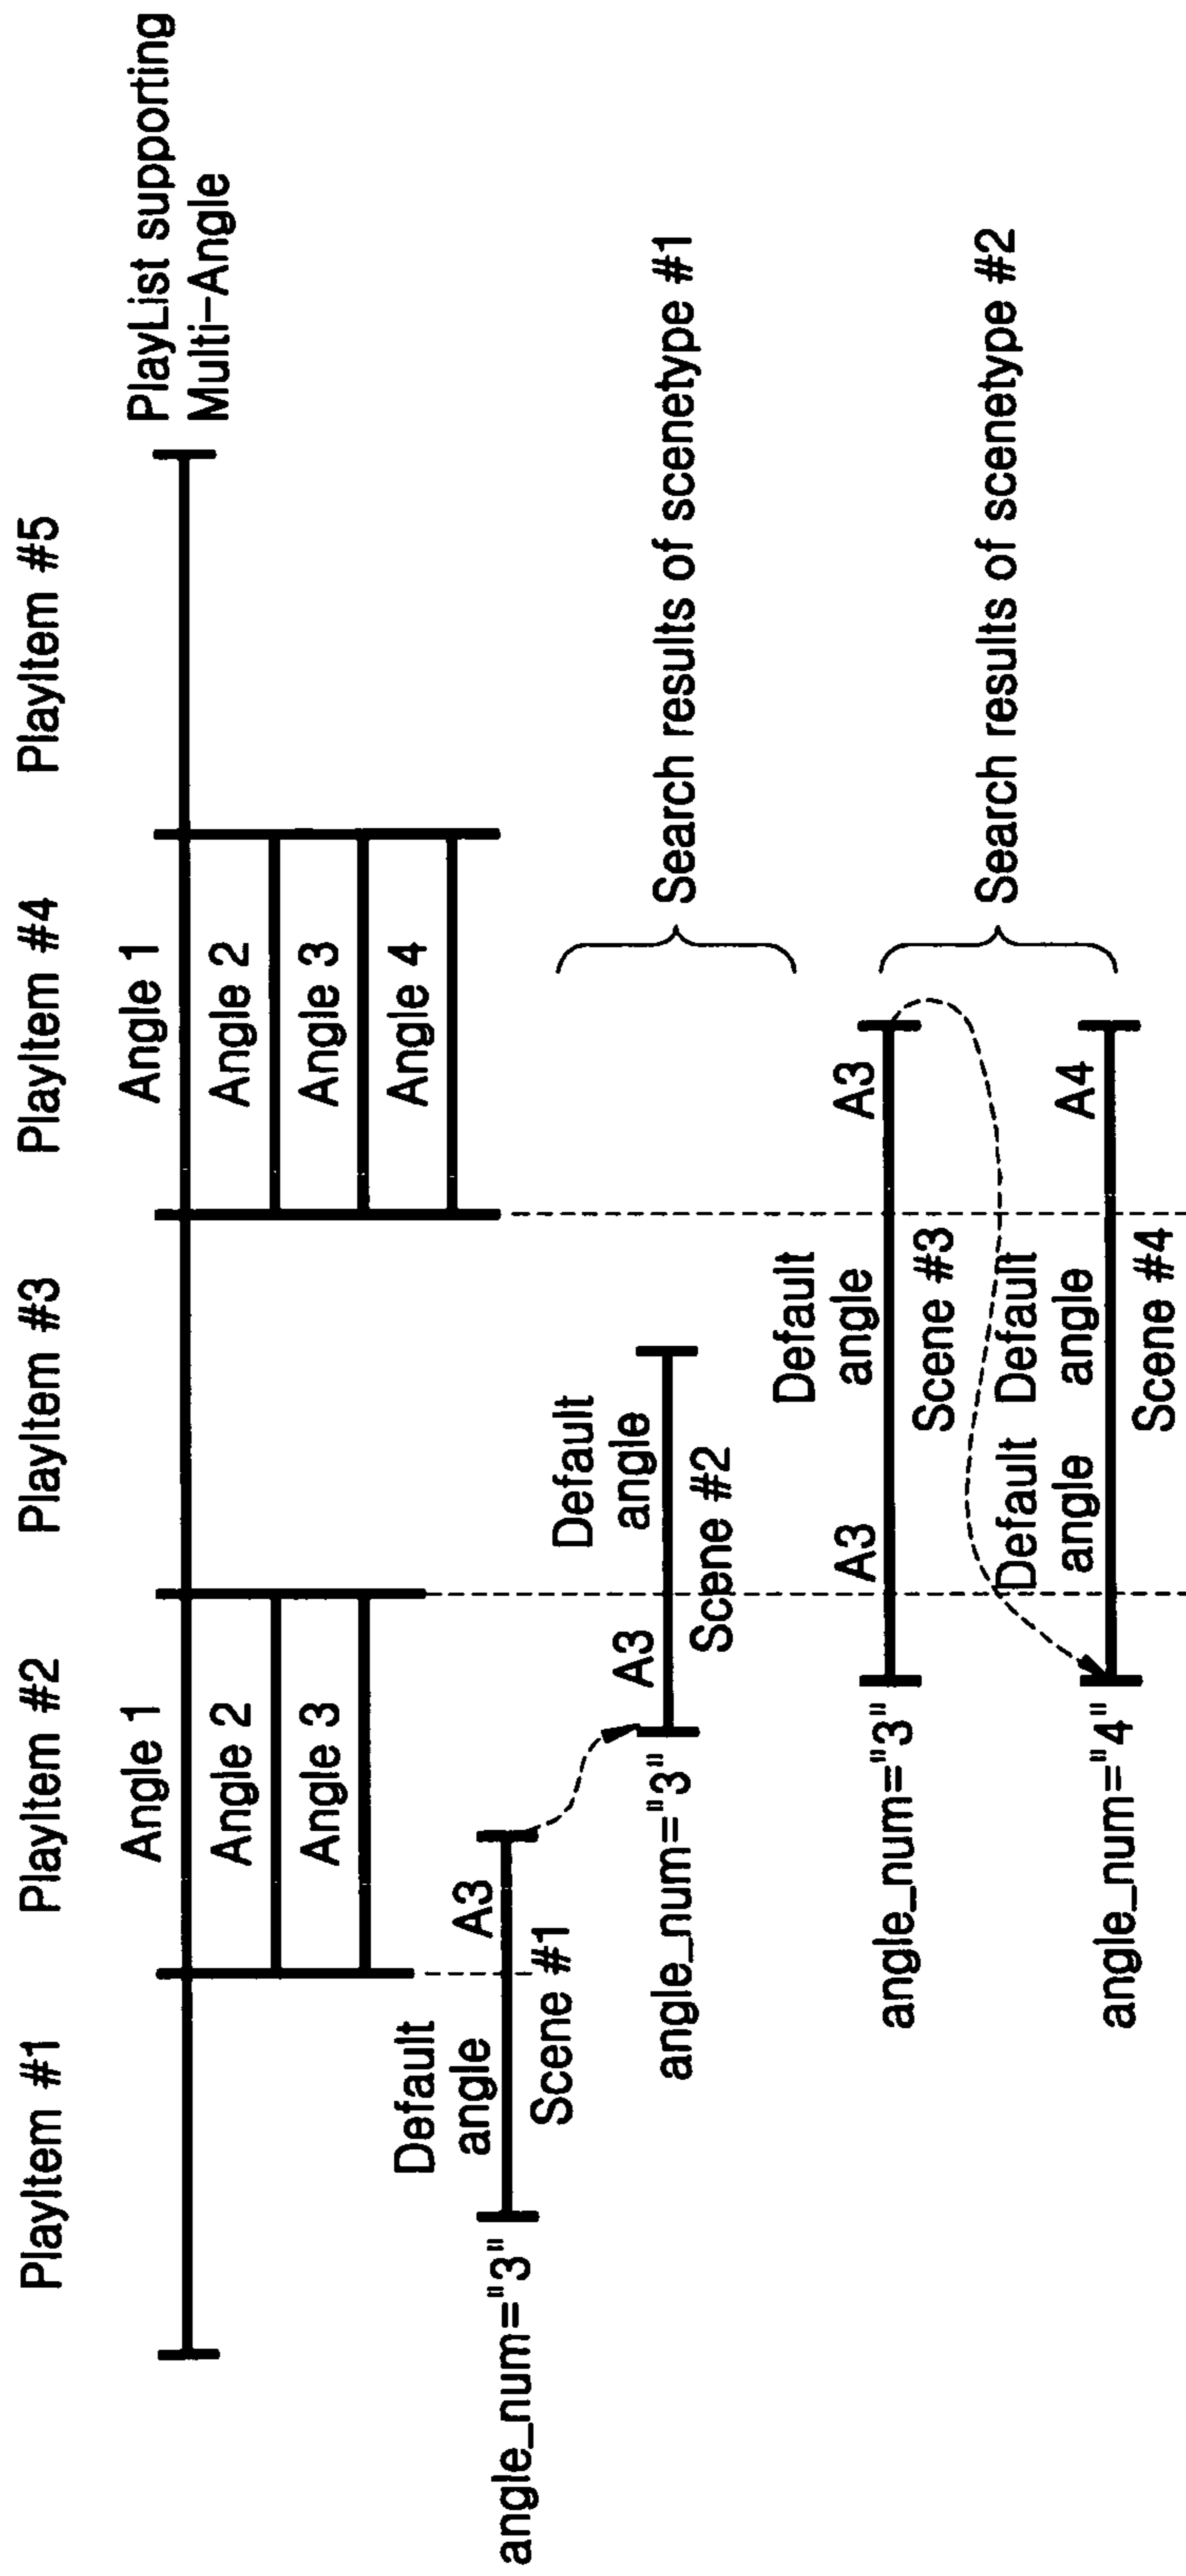 PlayItem #1
PlayItem #2
PlayItem #3
PlayItem #4
PlayItem #5
Angle 1
Angle 1
PlayList supporting
Multi-Angle
Angle 2
Angle 2
Angle 3
Angle 3
Angle 4
Default
angle
A3
angle_num="3"
Scene #1
Default
angle
A3
angle_num="3"
Scene #2
Search results of scenetype #1
Default
angle
A3
A3
angle_num="3"
Scene #3
Search results of scenetype #2
Default
angle
Default
angle
A4
angle_num="4"
Scene #4